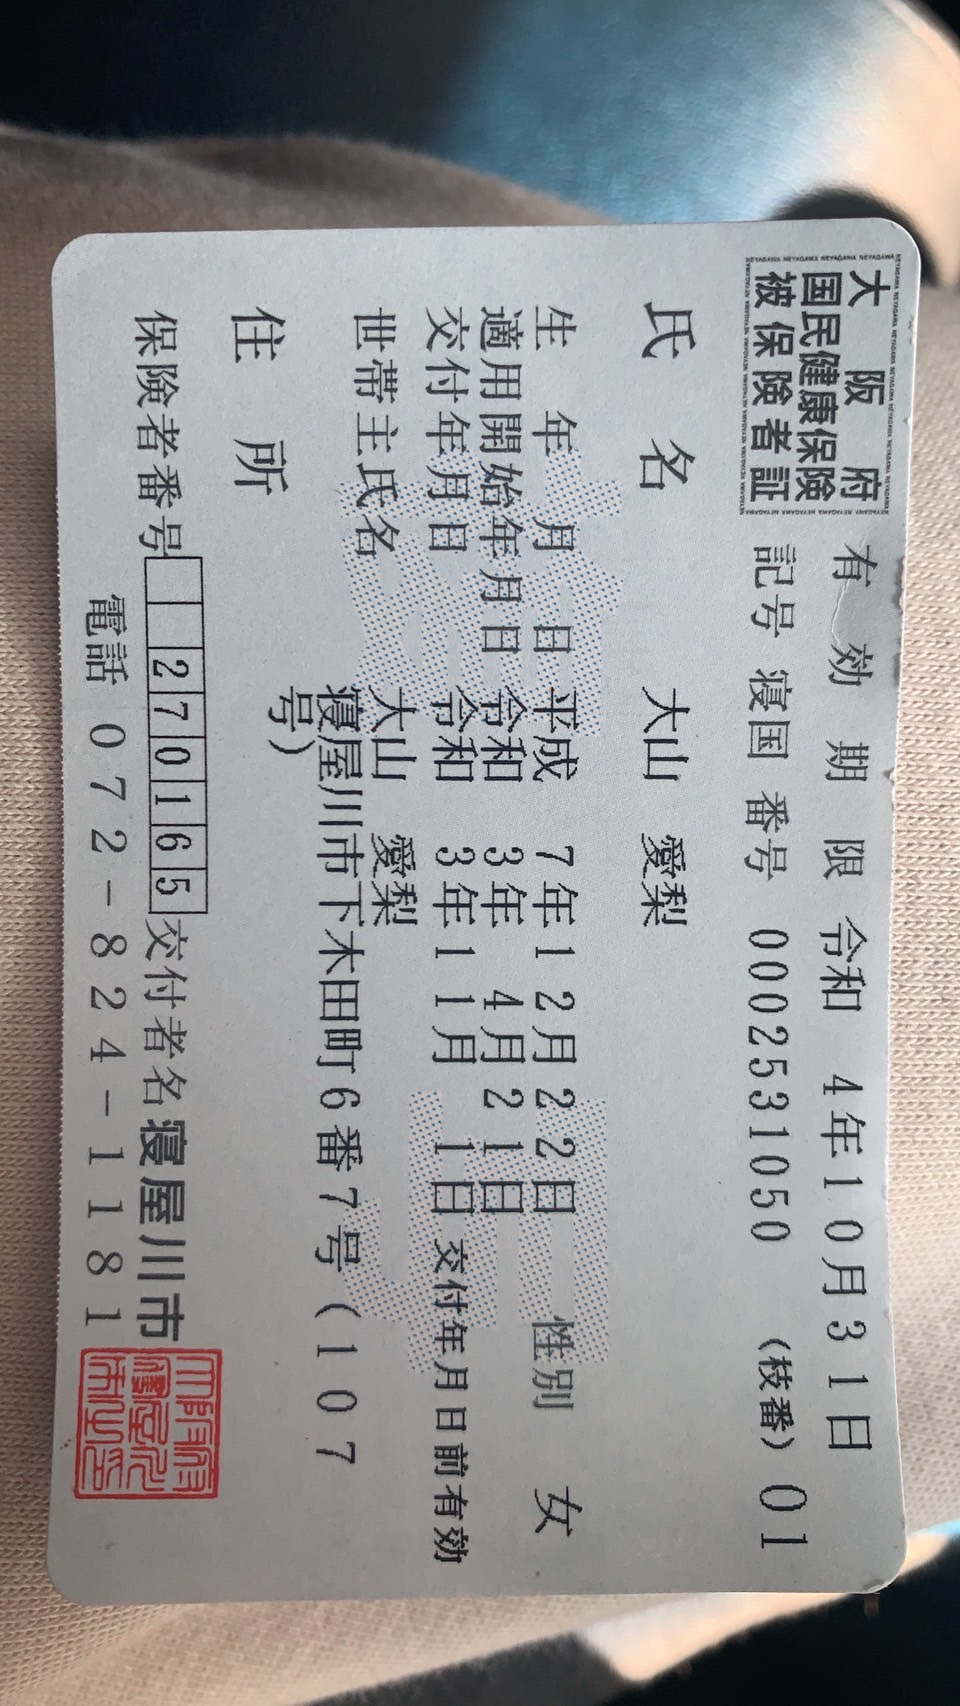 大阪府
国民健康保険
被保険者証
有効期限 令和 4年10月31日
記号 寝国 番号 0002531050 (枝番) 01
氏名 大山 愛梨
生年月日 平成 7年12月22日 性別 女
適用開始年月日 令和 3年 4月21日
交付年月日 令和 3年11月 1日 交付年月日前有効
世帯主氏名 大山 愛梨
住所 寝屋川市下木田町6番7号(107
号)
保険者番号 270165 交付者名 寝屋川市
電話 072-824-1181